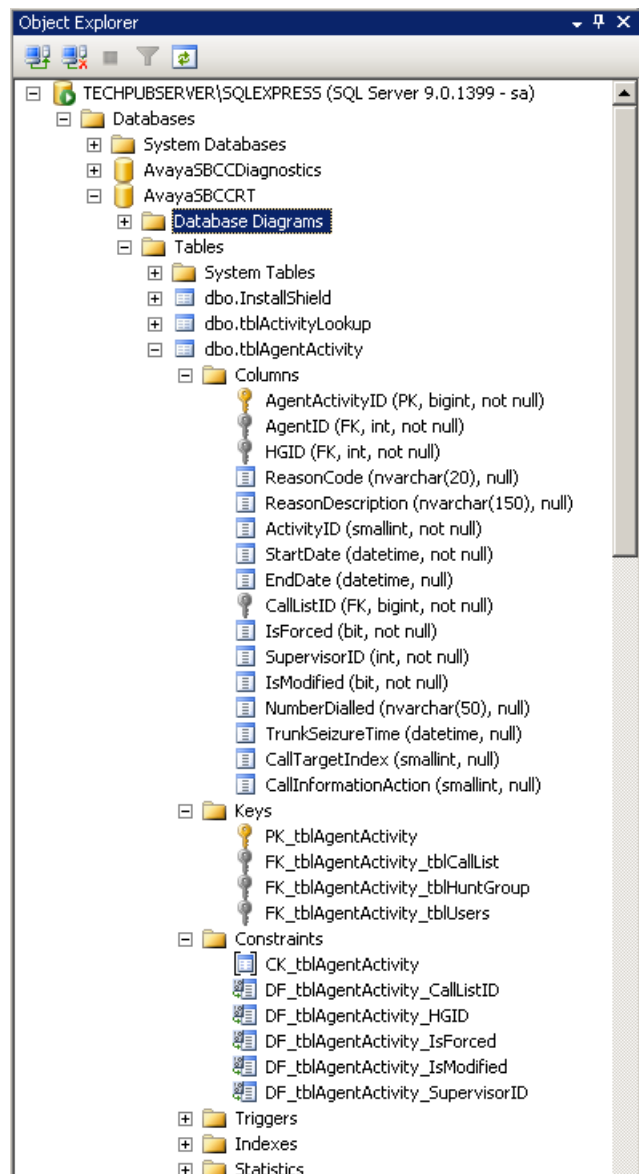 Object Explorer
TECHPUBSERVER\SQLEXPRESS (SQL Server 9.0.1399 - sa)
Databases
System Databases
AvayaSBCCDiagnostics
AvayaSBCCRT
Database Diagrams
Tables
System Tables
dbo.InstallShield
dbo.tblActivityLookup
dbo.tblAgentActivity
Columns
AgentActivityID (PK, bigint, not null)
AgentID (FK, int, not null)
HGID (FK, int, not null)
ReasonCode (nvarchar(20), null)
ReasonDescription (nvarchar(150), null)
ActivityID (smallint, not null)
StartDate (datetime, not null)
EndDate (datetime, null)
CallListID (FK, bigint, not null)
IsForced (bit, not null)
SupervisorID (int, not null)
IsModified (bit, not null)
NumberDialled (nvarchar(50), null)
TrunkSeizureTime (datetime, null)
CallTargetIndex (smallint, null)
CallInformationAction (smallint, null)
Keys
PK_tblAgentActivity
FK_tblAgentActivity_tblCallList
FK_tblAgentActivity_tblHuntGroup
FK_tblAgentActivity_tblUsers
Constraints
CK_tblAgentActivity
DF_tblAgentActivity_CallListID
DF_tblAgentActivity_HGID
DF_tblAgentActivity_IsForced
DF_tblAgentActivity_IsModified
DF_tblAgentActivity_SupervisorID
Triggers
Indexes
Statistics